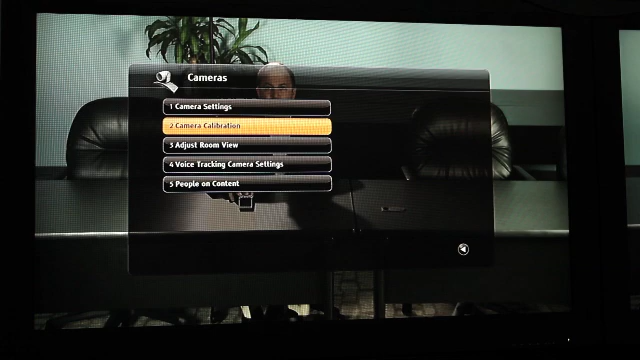 Cameras
1 Camera Settings
2 Camera Calibration
3 Adjust Room View
4 Voice Tracking Camera Settings
5 People on Content